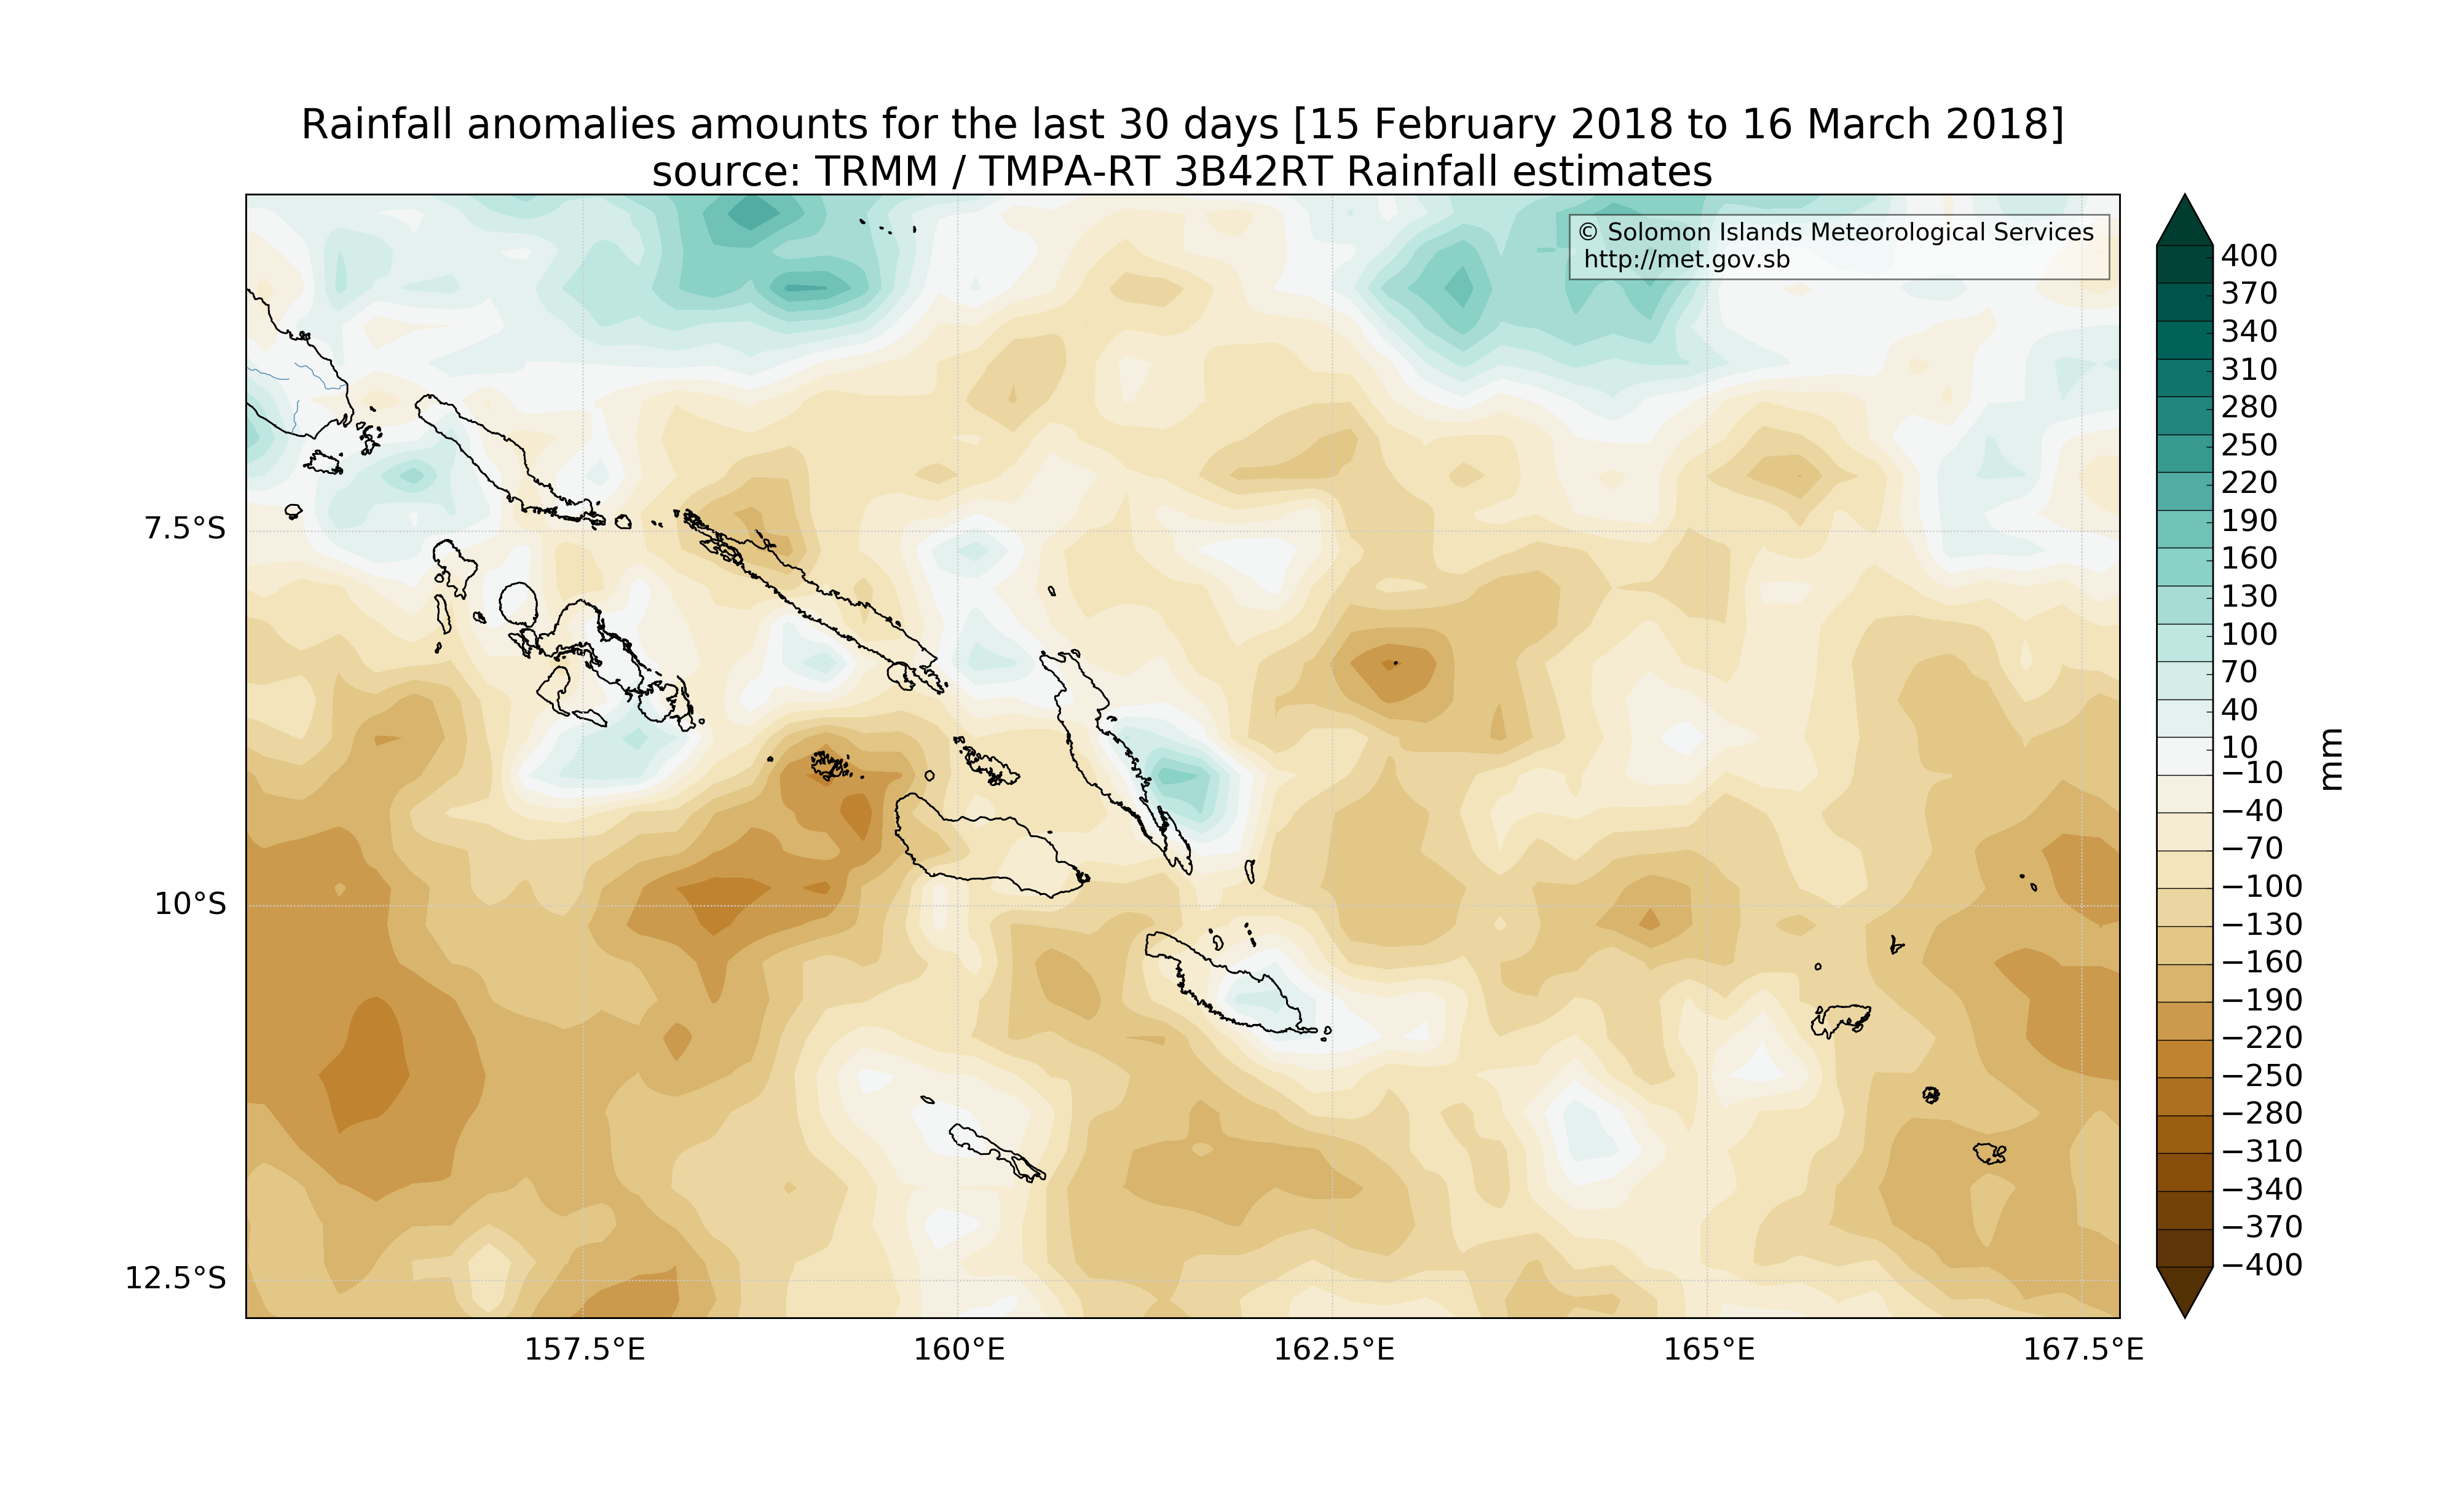 Rainfall anomalies amounts for the last 30 days [15 February 2018 to 16 March 2018]
source: TRMM / TMPA-RT 3B42RT Rainfall estimates
© Solomon Islands Meteorological Services
http://met.gov.sb
7.5°S
10°S
12.5°S
157.5°E
160°E
162.5°E
165°E
167.5°E
400
370
340
310
280
250
220
190
160
130
100
70
40
10
−10
−40
−70
−100
−130
−160
−190
−220
−250
−280
−310
−340
−370
−400
mm